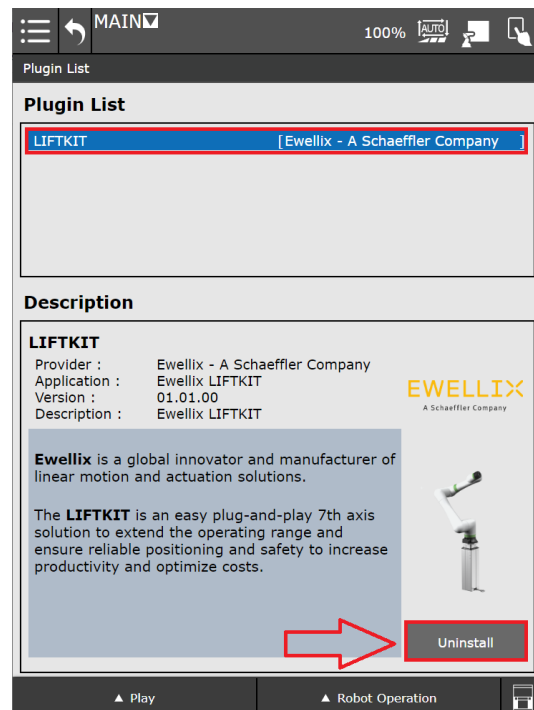 MAIN
100%
AUTO
Plugin List
Plugin List
LIFTKIT [Ewellix - A Schaeffler Company ]
Description
LIFTKIT
Provider : Ewellix - A Schaeffler Company
Application : Ewellix LIFTKIT
Version : 01.01.00
Description : Ewellix LIFTKIT
EWELLIX
A Schaeffler Company
Ewellix is a global innovator and manufacturer of
linear motion and actuation solutions.
The LIFTKIT is an easy plug-and-play 7th axis
solution to extend the operating range and
ensure reliable positioning and safety to increase
productivity and optimize costs.
Uninstall
▲ Play
▲ Robot Operation